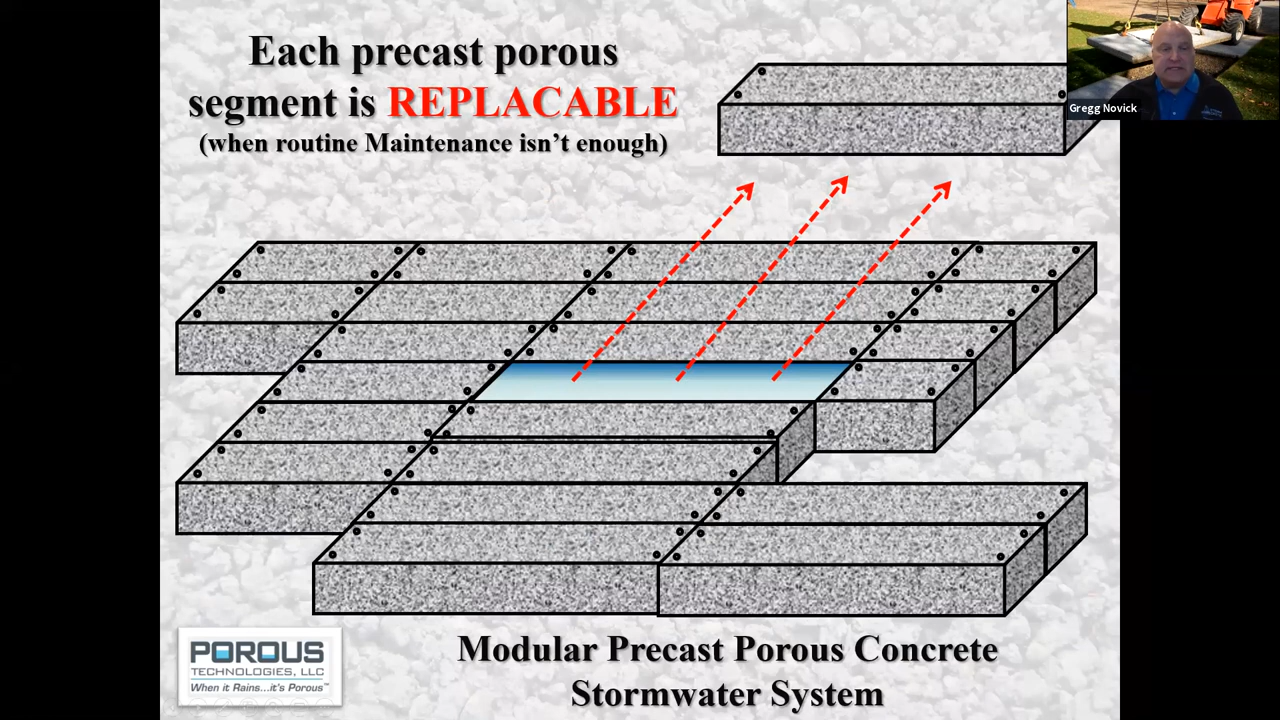 Each precast porous
segment is REPLACABLE
(when routine Maintenance isn't enough)
Gregg Novick
POROUS
TECHNOLOGIES, LLC
When it Rains...it's Porous™
Modular Precast Porous Concrete
Stormwater System